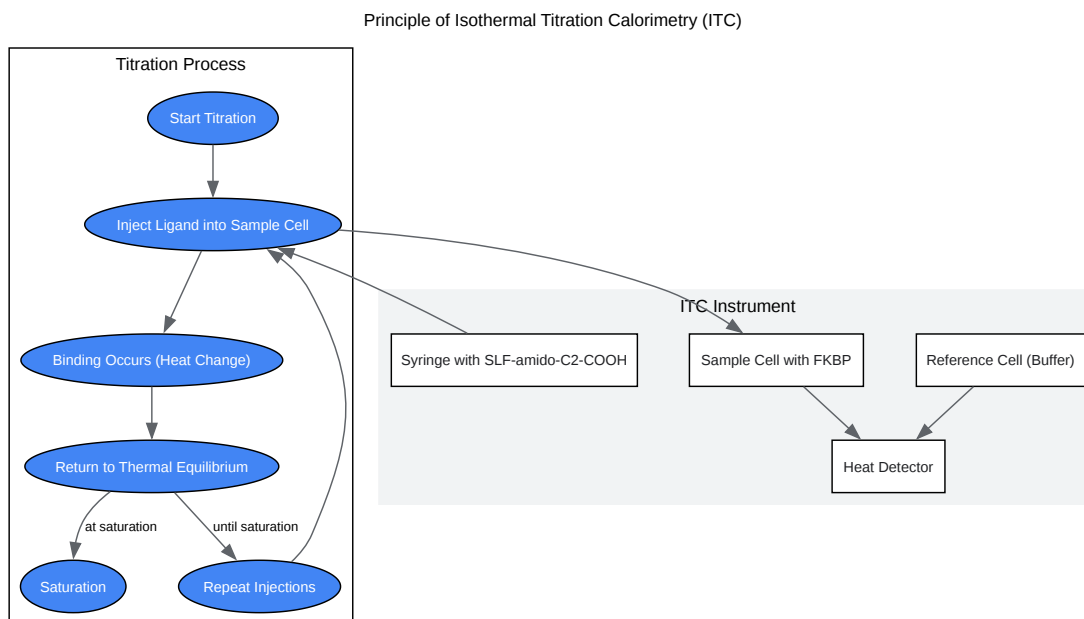 Principle of Isothermal Titration Calorimetry (ITC)
Titration Process
Start Titration
Inject Ligand into Sample Cell
Binding Occurs (Heat Change)
Return to Thermal Equilibrium
at saturation
until saturation
Saturation
Repeat Injections
ITC Instrument
Syringe with SLF-amido-C2-COOH
Sample Cell with FKBP
Reference Cell (Buffer)
Heat Detector